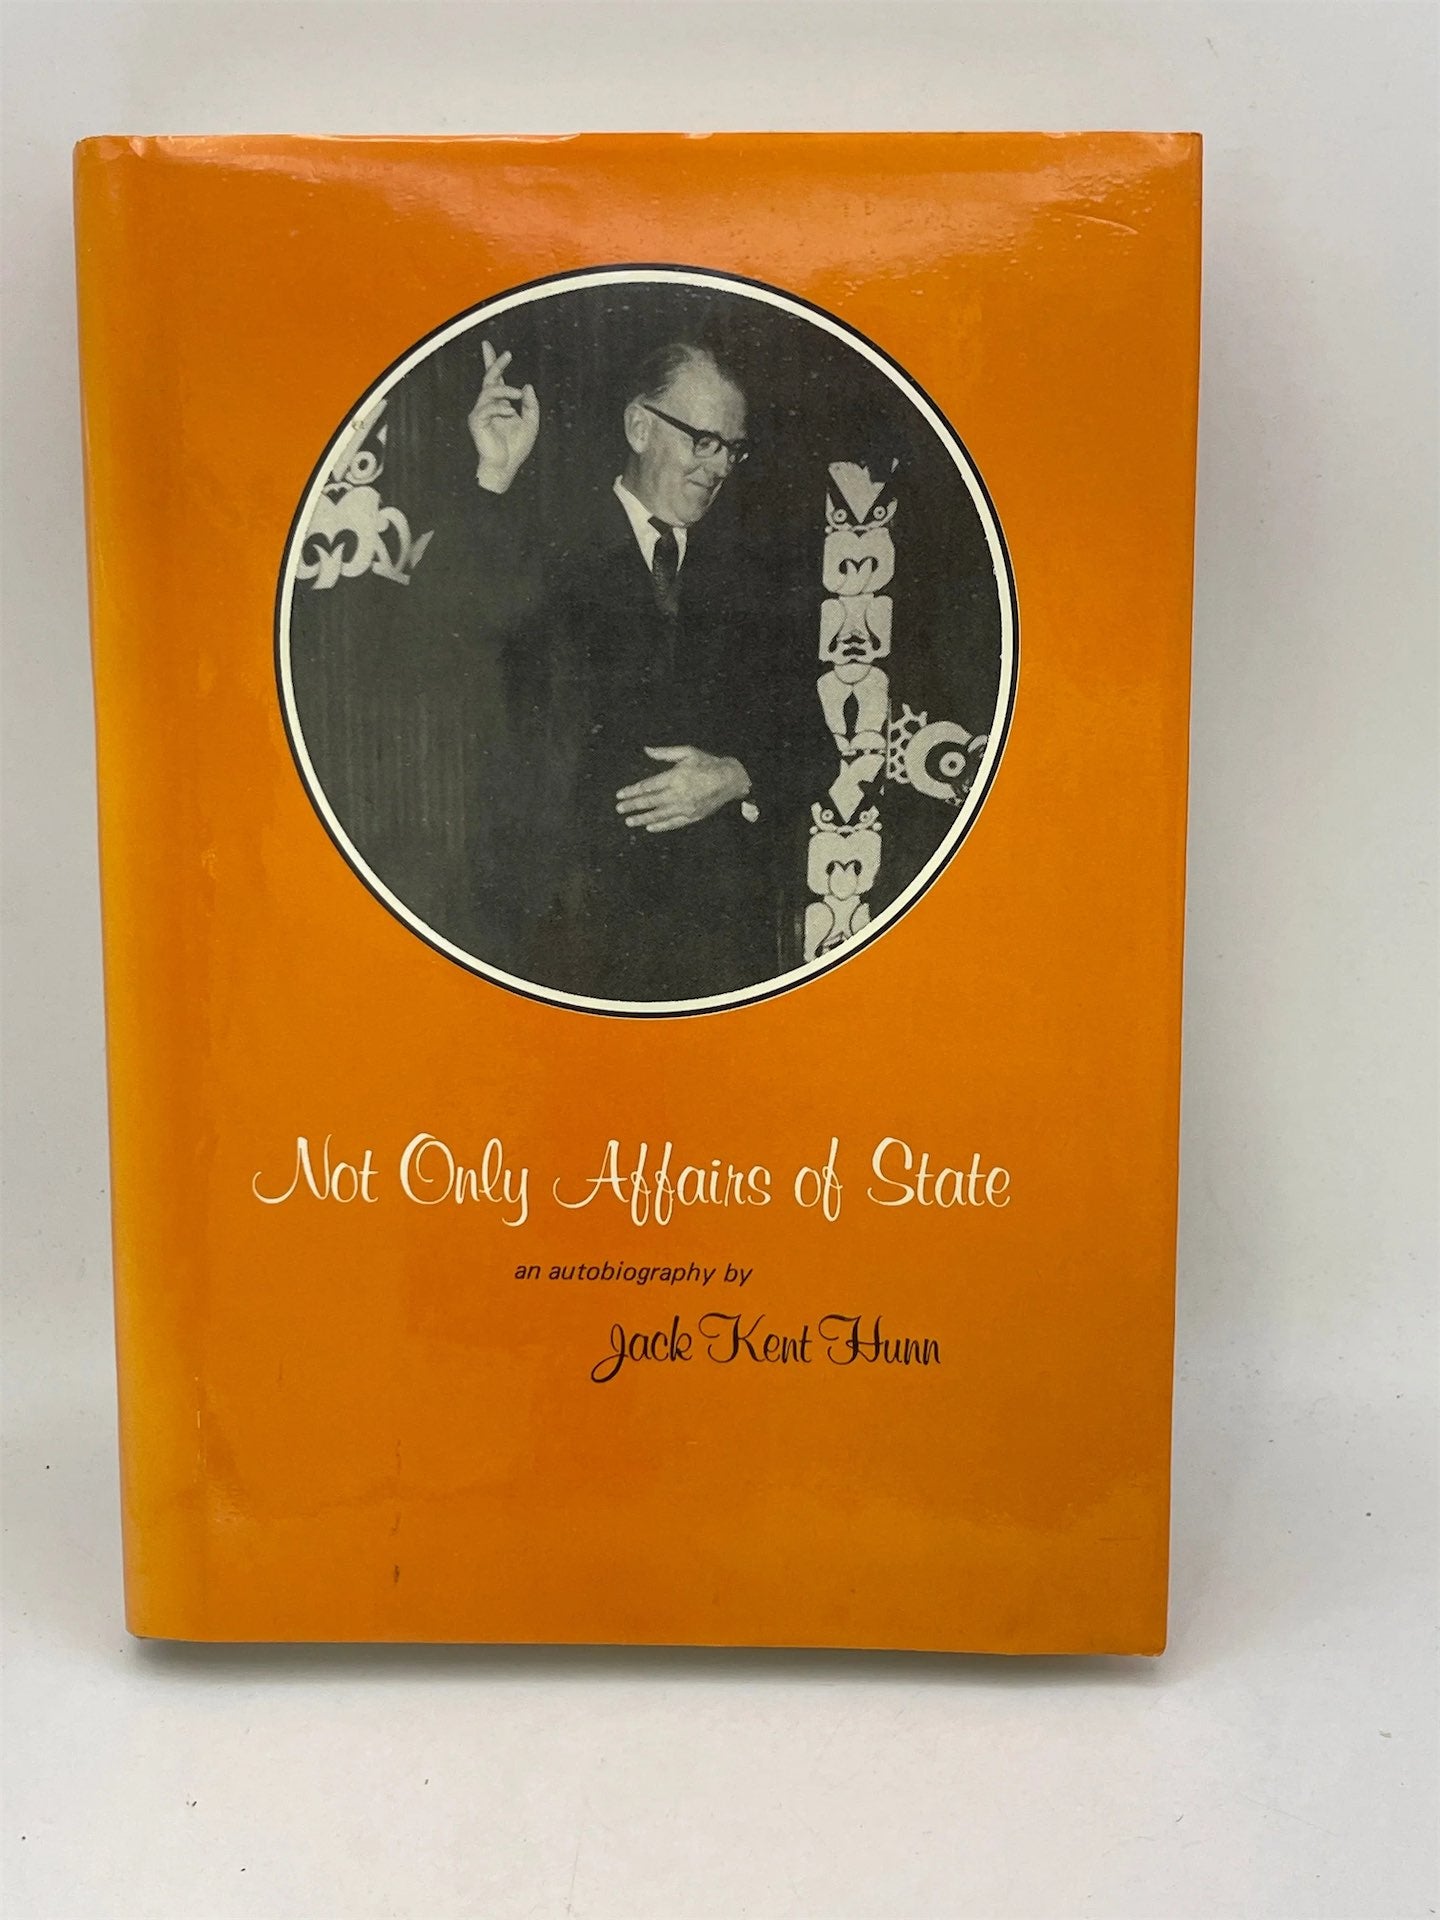 Not Only Affairs of State
an autobiography by
Jack Kent Hunn